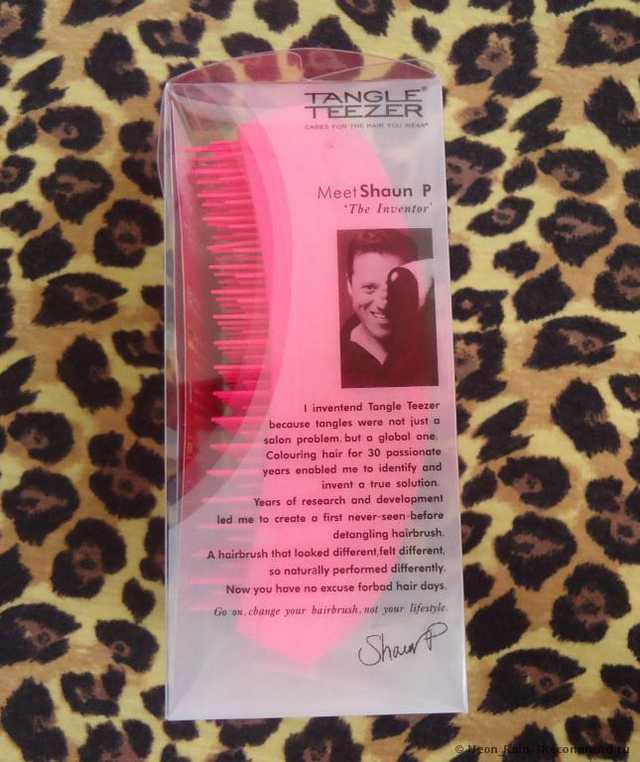 TANGLE®
TEEZER
CARES FOR THE HAIR YOU WEAR®
Meet Shaun P
'The Inventor'
I inventend Tangle Teezer
because tangles were not just a
salon problem, but a global one.
Colouring hair for 30 passionate
years enabled me to identify and
invent a true solution.
Years of research and development
led me to create a first never-seen-before
detangling hairbrush.
A hairbrush that looked different,felt different,
so naturally performed differently.
Now you have no excuse forbad hair days.
Go on, change your hairbrush, not your lifestyle.
Shaun P
© Neon Rain irecommend.ru